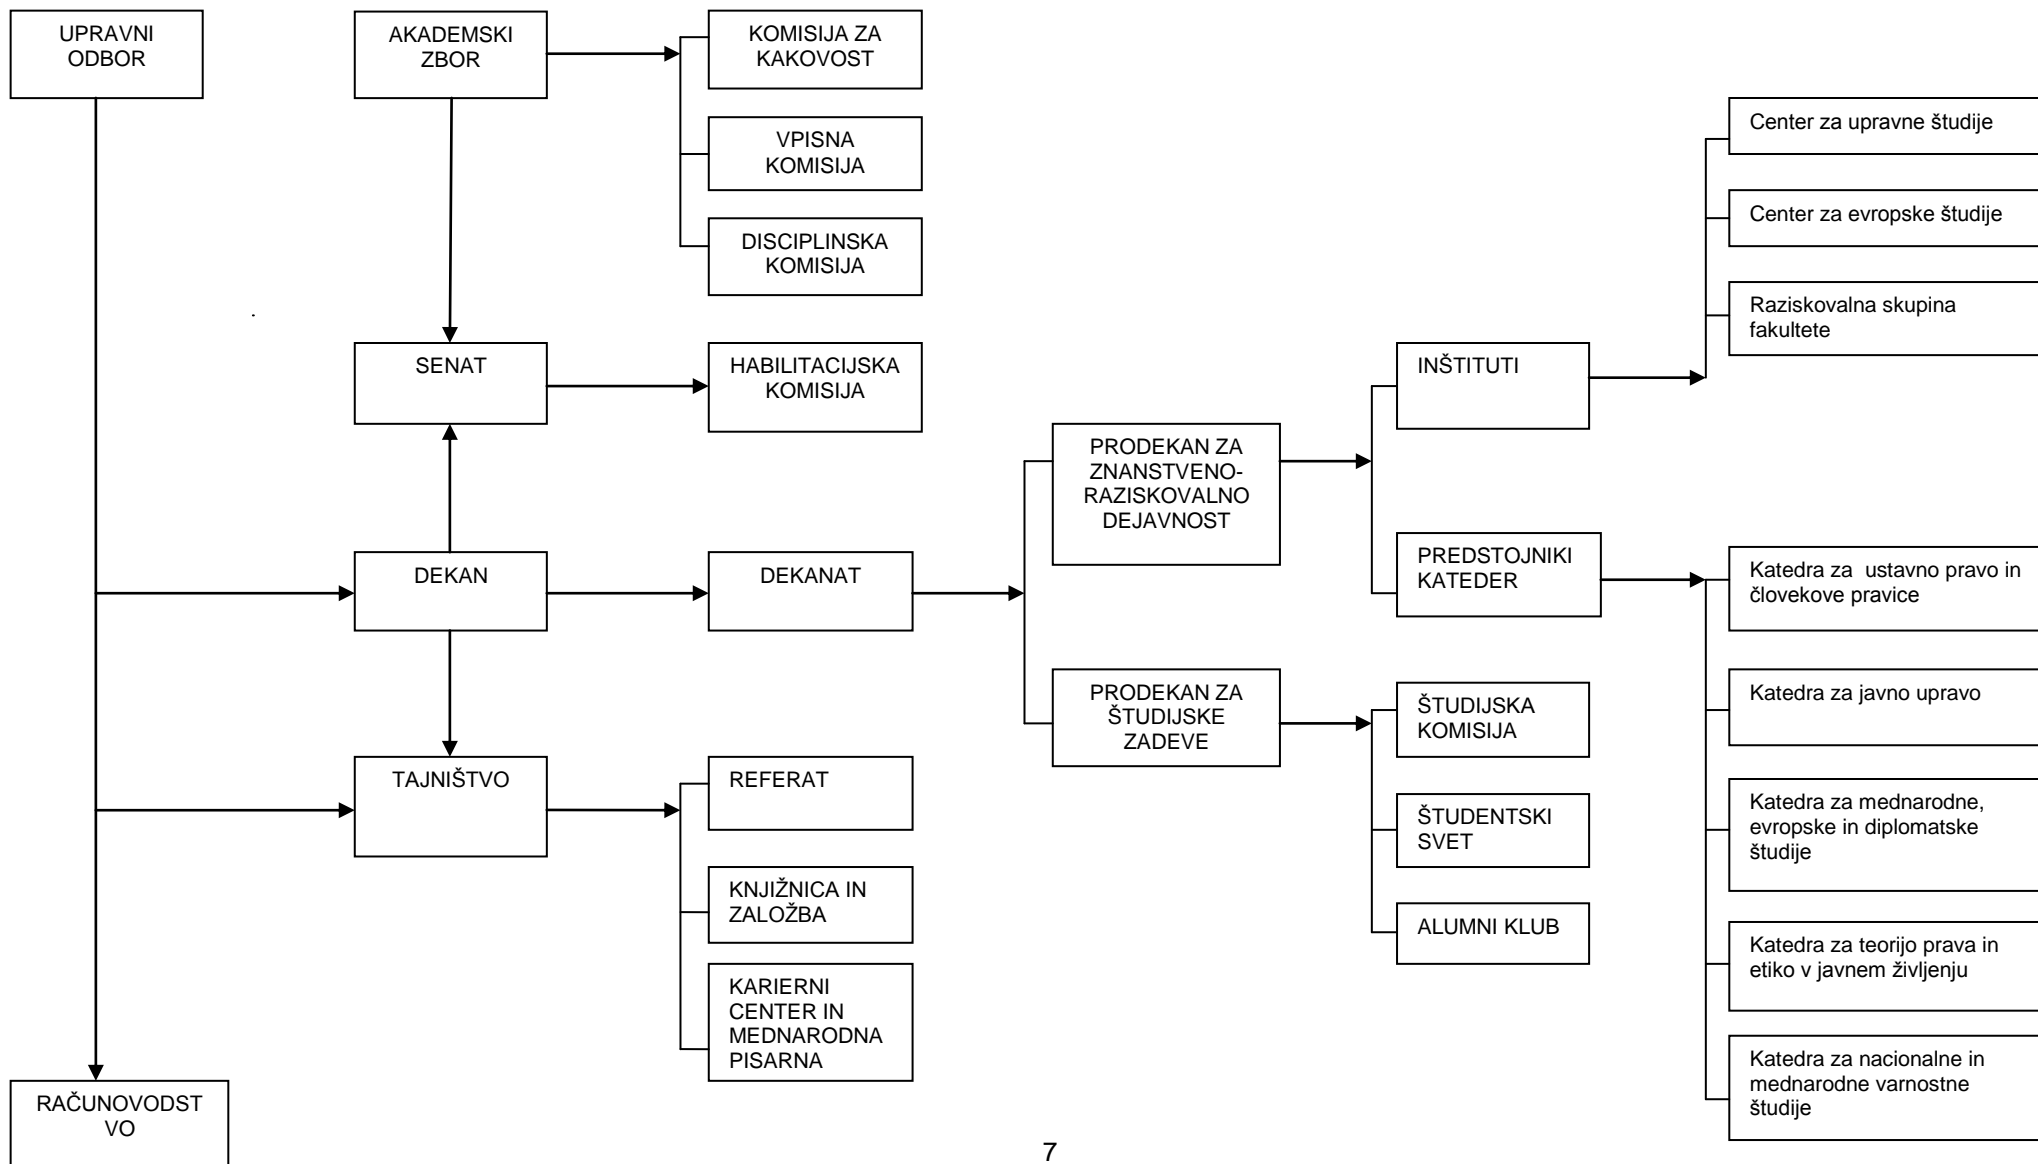 UPRAVNI
ODBOR
AKADEMSKI
ZBOR
KOMISIJA ZA
KAKOVOST
VPISNA
KOMISIJA
DISCIPLINSKA
KOMISIJA
SENAT
HABILITACIJSKA
KOMISIJA
DEKAN
DEKANAT
TAJNIŠTVO
REFERAT
KNJIŽNICA IN
ZALOŽBA
KARIERNI
CENTER IN
MEDNARODNA
PISARNA
RAČUNOVODST
VO
PRODEKAN ZA
ZNANSTVENO-
RAZISKOVALNO
DEJAVNOST
PRODEKAN ZA
ŠTUDIJSKE
ZADEVE
INŠTITUTI
PREDSTOJNIKI
KATEDER
ŠTUDIJSKA
KOMISIJA
ŠTUDENTSKI
SVET
ALUMNI KLUB
Center za upravne študije
Center za evropske študije
Raziskovalna skupina
fakultete
Katedra za  ustavno pravo in
človekove pravice
Katedra za javno upravo
Katedra za mednarodne,
evropske in diplomatske
študije
Katedra za teorijo prava in
etiko v javnem življenju
Katedra za nacionalne in
mednarodne varnostne
študije
7